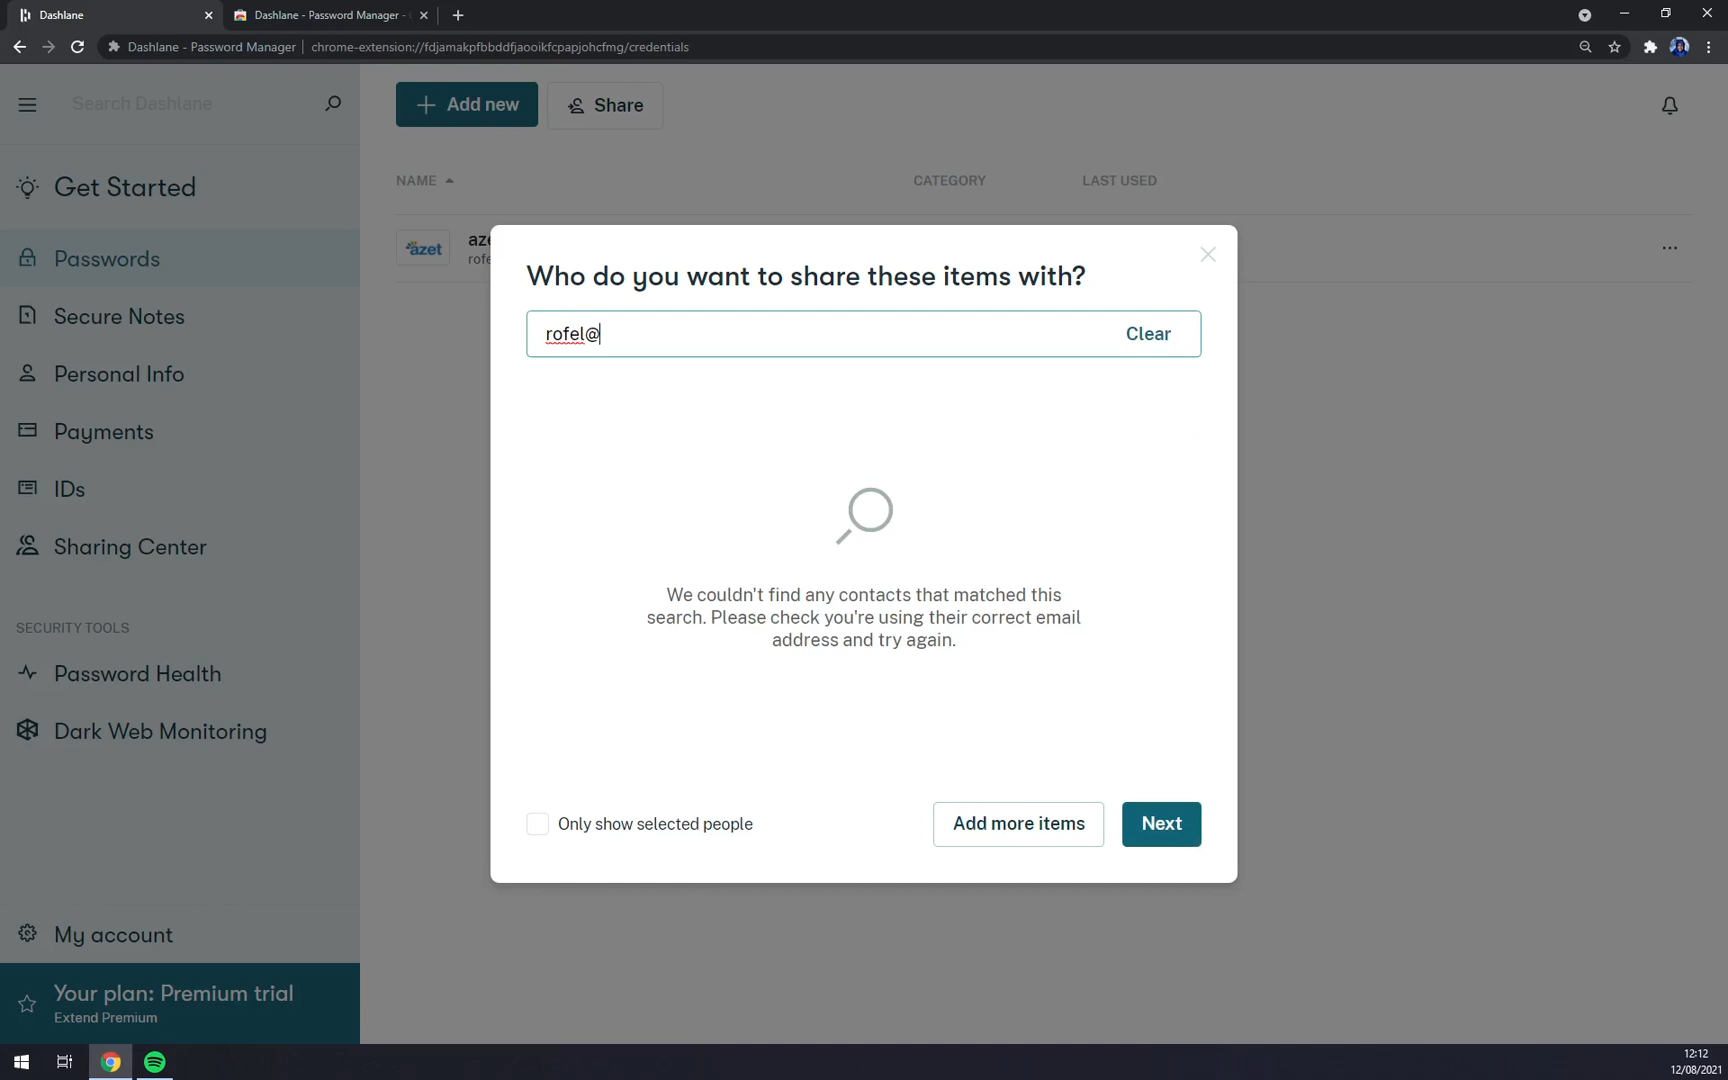 Dashlane
Dashlane - Password Manager -
Dashlane - Password Manager
chrome-extension://fdjamakpfbbddfjaooikfcpapjohcfmg/credentials
Search Dashlane
Add new
Share
Get Started
Passwords
Secure Notes
Personal Info
Payments
IDs
Sharing Center
SECURITY TOOLS
Password Health
Dark Web Monitoring
My account
Your plan: Premium trial
Extend Premium
NAME
CATEGORY
LAST USED
azet
aze
rofe
Who do you want to share these items with?
rofel@
Clear
We couldn't find any contacts that matched this
search. Please check you're using their correct email
address and try again.
Only show selected people
Add more items
Next
12:12
12/08/2021